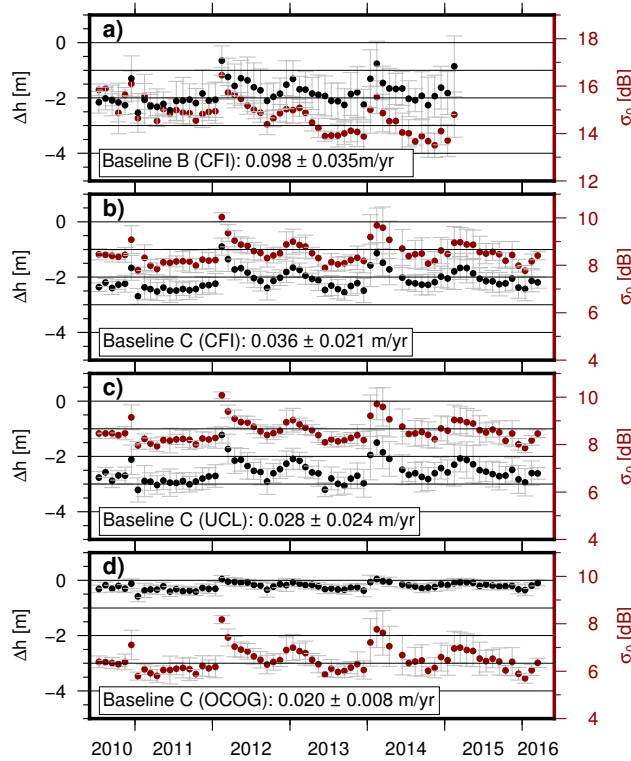 a)
0
−2
−4
Δh [m]
18
16
14
12
σ₀ [dB]
Baseline B (CFI): 0.098 ± 0.035m/yr
b)
0
−2
−4
Δh [m]
10
8
6
4
σ₀ [dB]
Baseline C (CFI): 0.036 ± 0.021 m/yr
c)
0
−2
−4
Δh [m]
10
8
6
4
σ₀ [dB]
Baseline C (UCL): 0.028 ± 0.024 m/yr
d)
0
−2
−4
Δh [m]
10
8
6
4
σ₀ [dB]
Baseline C (OCOG): 0.020 ± 0.008 m/yr
2010 2011 2012 2013 2014 2015 2016